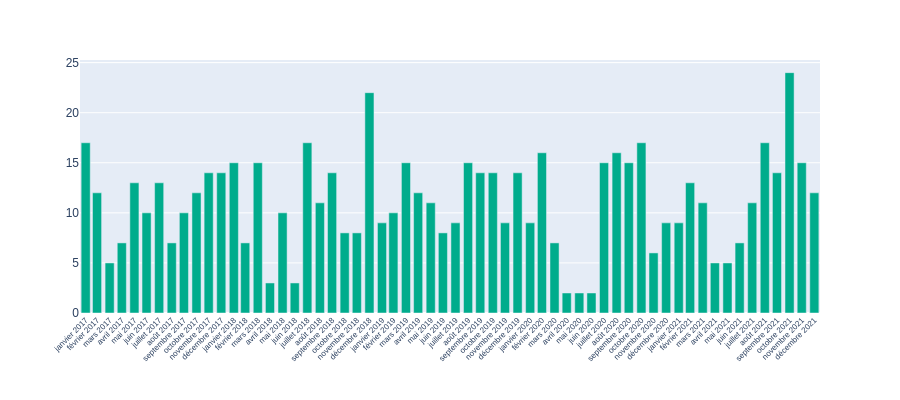 25
20
15
10
5
0
janvier 2017
février 2017
mars 2017
avril 2017
mai 2017
juin 2017
juillet 2017
août 2017
septembre 2017
octobre 2017
novembre 2017
décembre 2017
janvier 2018
février 2018
mars 2018
avril 2018
mai 2018
juin 2018
juillet 2018
août 2018
septembre 2018
octobre 2018
novembre 2018
décembre 2018
janvier 2019
février 2019
mars 2019
avril 2019
mai 2019
juin 2019
juillet 2019
août 2019
septembre 2019
octobre 2019
novembre 2019
décembre 2019
janvier 2020
février 2020
mars 2020
avril 2020
mai 2020
juin 2020
juillet 2020
août 2020
septembre 2020
octobre 2020
novembre 2020
décembre 2020
janvier 2021
février 2021
mars 2021
avril 2021
mai 2021
juin 2021
juillet 2021
août 2021
septembre 2021
octobre 2021
novembre 2021
décembre 2021